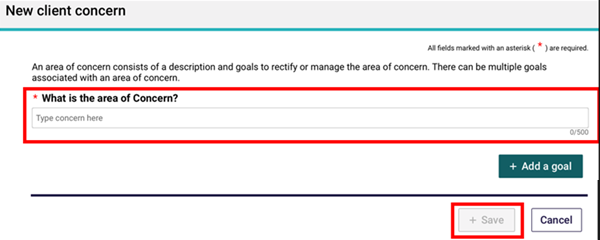 New client concern
All fields marked with an asterisk ( * ) are required.
An area of concern consists of a description and goals to rectify or manage the area of concern. There can be multiple goals
associated with an area of concern.
* What is the area of Concern?
Type concern here
0/500
+ Add a goal
+ Save
Cancel